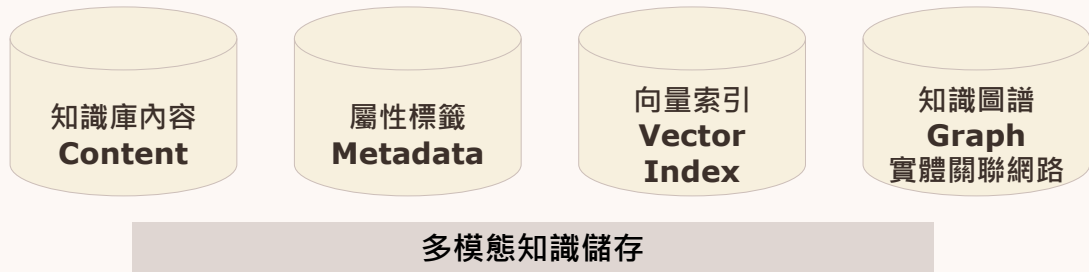 知識庫內容
Content
屬性標籤
Metadata
向量索引
Vector
Index
知識圖譜
Graph
實體關聯網路
多模態知識儲存